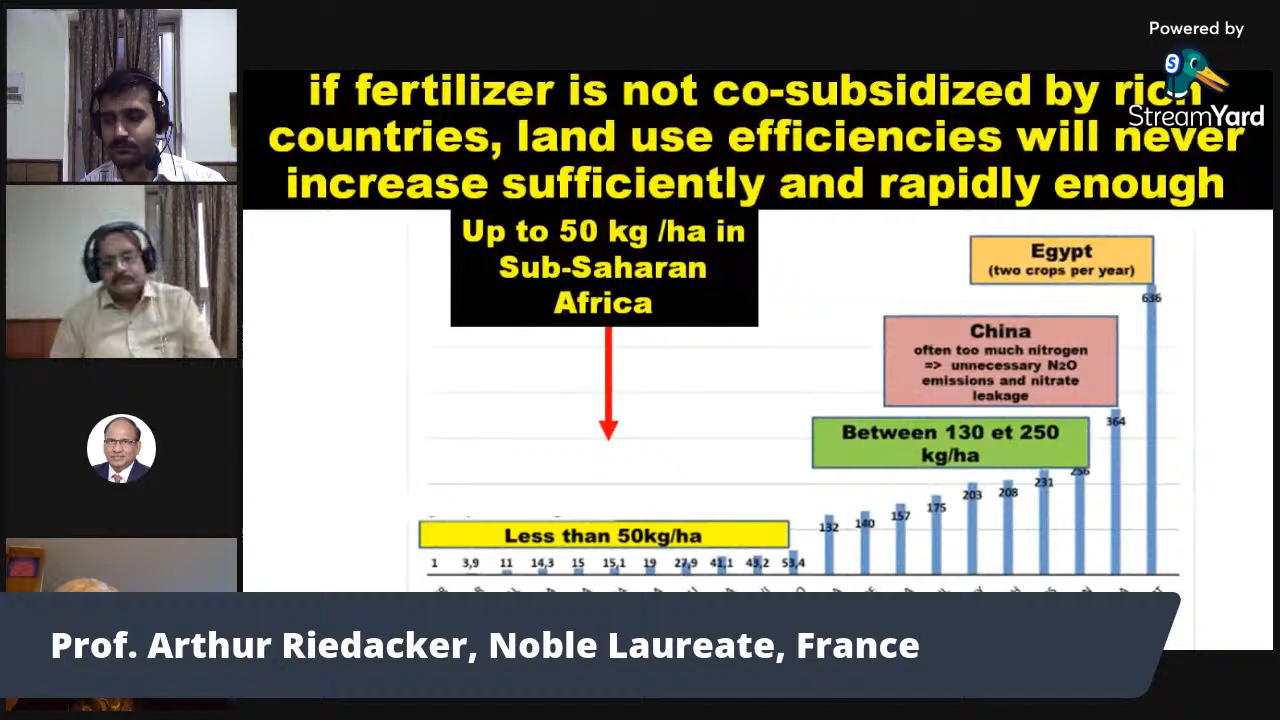 Powered by
StreamYard
if fertilizer is not co-subsidized by rich
countries, land use efficiencies will never
increase sufficiently and rapidly enough
Up to 50 kg /ha in
Sub-Saharan
Africa
Egypt
(two crops per year)
636
China
often too much nitrogen
=> unnecessary N2O
emissions and nitrate
leakage
364
Between 130 et 250
kg/ha
132 140 157 175 203 208 231 256
Less than 50kg/ha
1 3,9 11 14,3 15 15,1 19 27,9 41,1 43,2 53,4
Prof. Arthur Riedacker, Noble Laureate, France